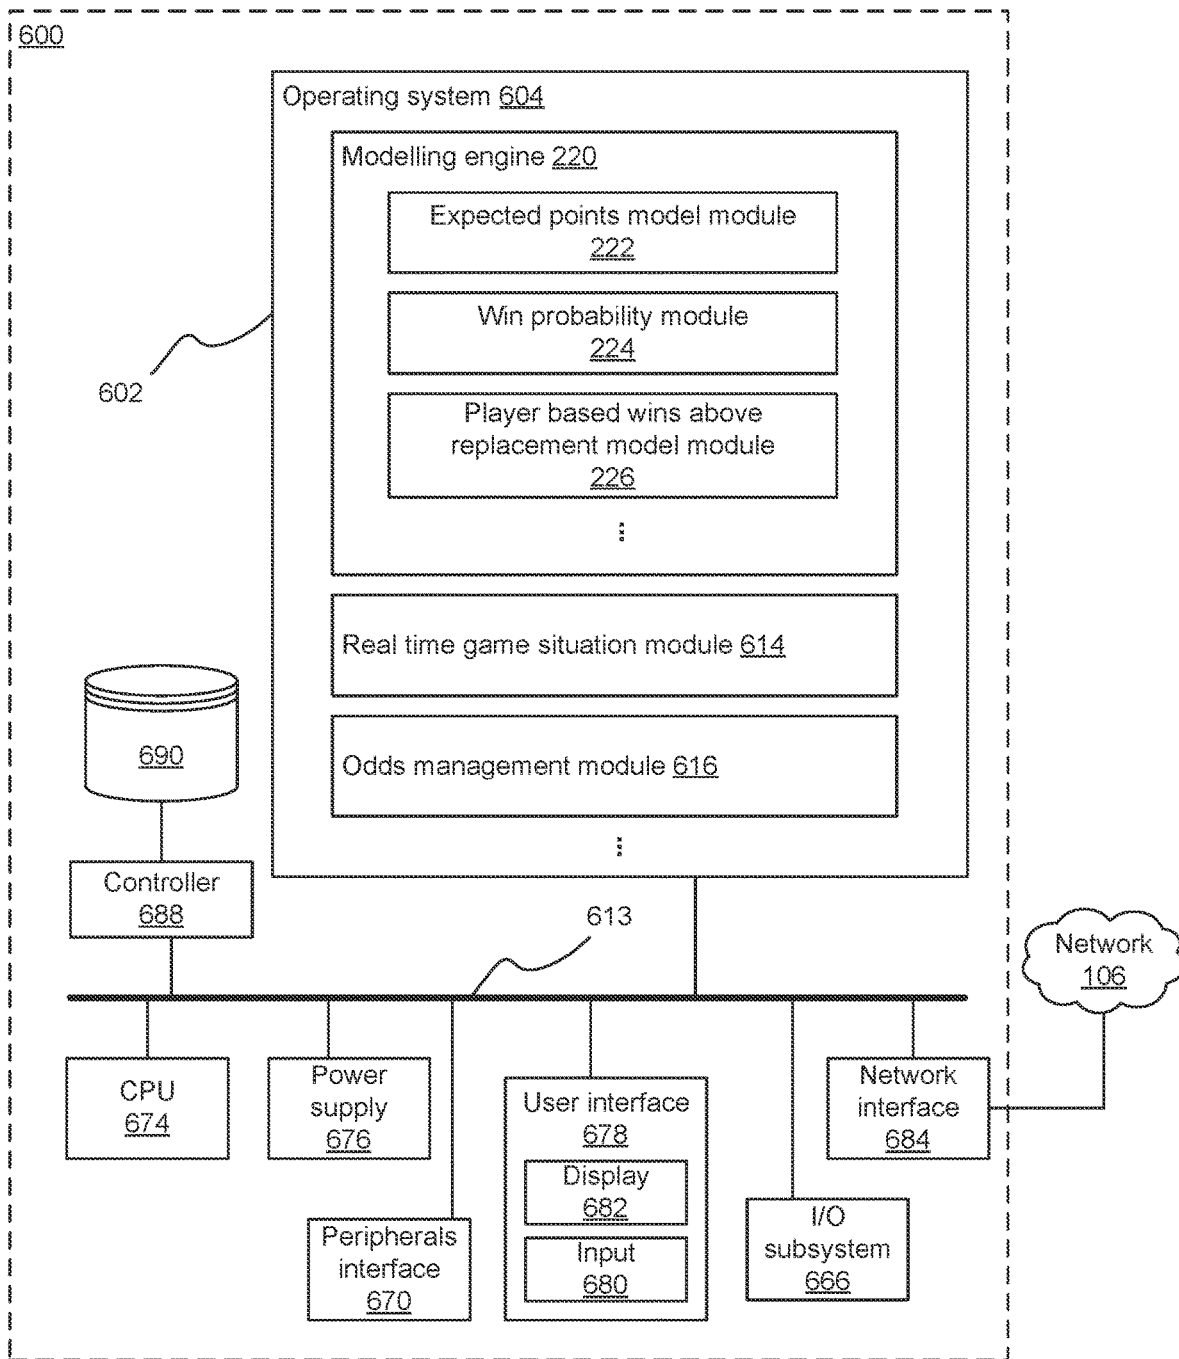 600
Operating system 604
Modelling engine 220
Expected points model module
222
Win probability module
224
Player based wins above
replacement model module
226
602
Real time game situation module 614
Odds management module 616
690
Controller
688
613
Network
106
CPU
674
Power
supply
676
User interface
678
Display
682
Input
680
Network
interface
684
Peripherals
interface
670
I/O
subsystem
666